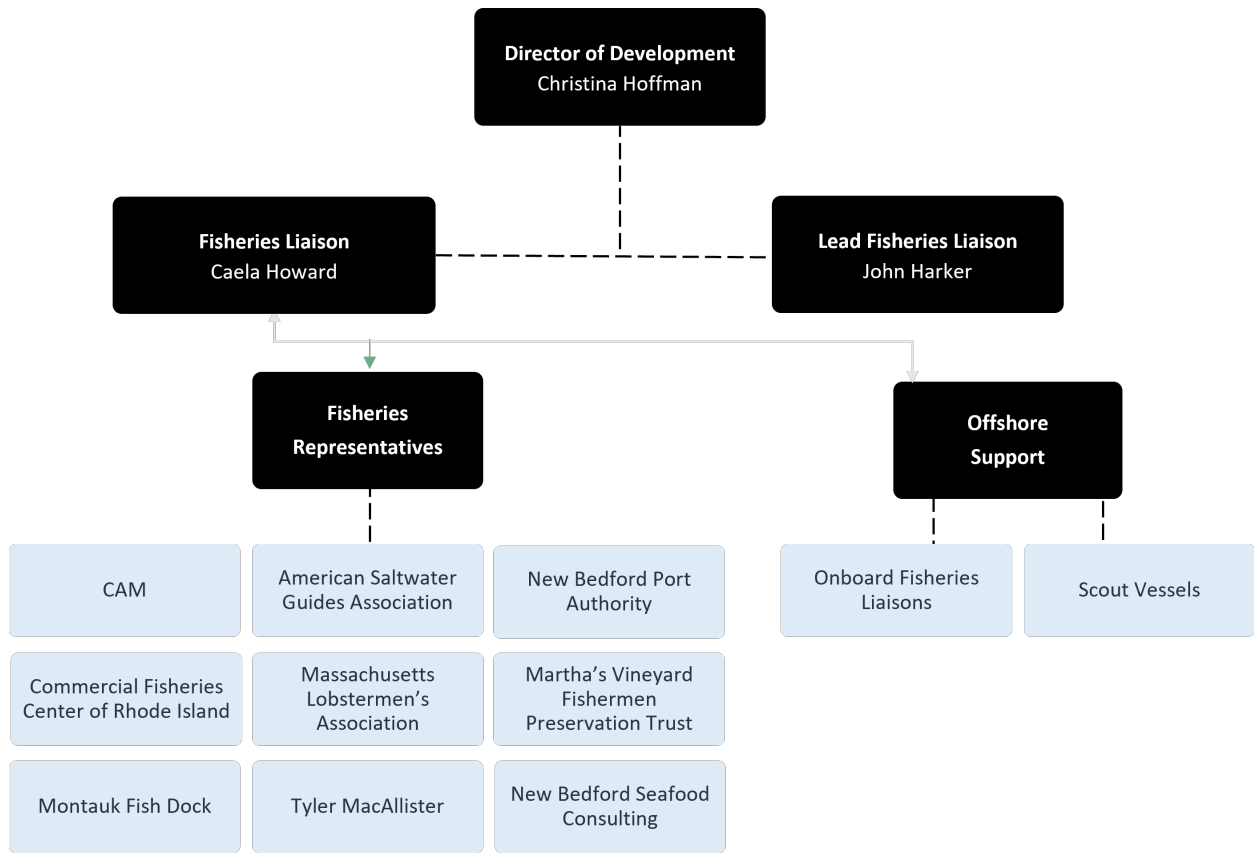 Director of Development
Christina Hoffman
Fisheries Liaison
Caela Howard
Lead Fisheries Liaison
John Harker
Fisheries
Representatives
Offshore
Support
CAM
American Saltwater
Guides Association
New Bedford Port
Authority
Onboard Fisheries
Liaisons
Scout Vessels
Commercial Fisheries
Center of Rhode Island
Massachusetts
Lobstermen’s
Association
Martha’s Vineyard
Fishermen
Preservation Trust
Montauk Fish Dock
Tyler MacAllister
New Bedford Seafood
Consulting